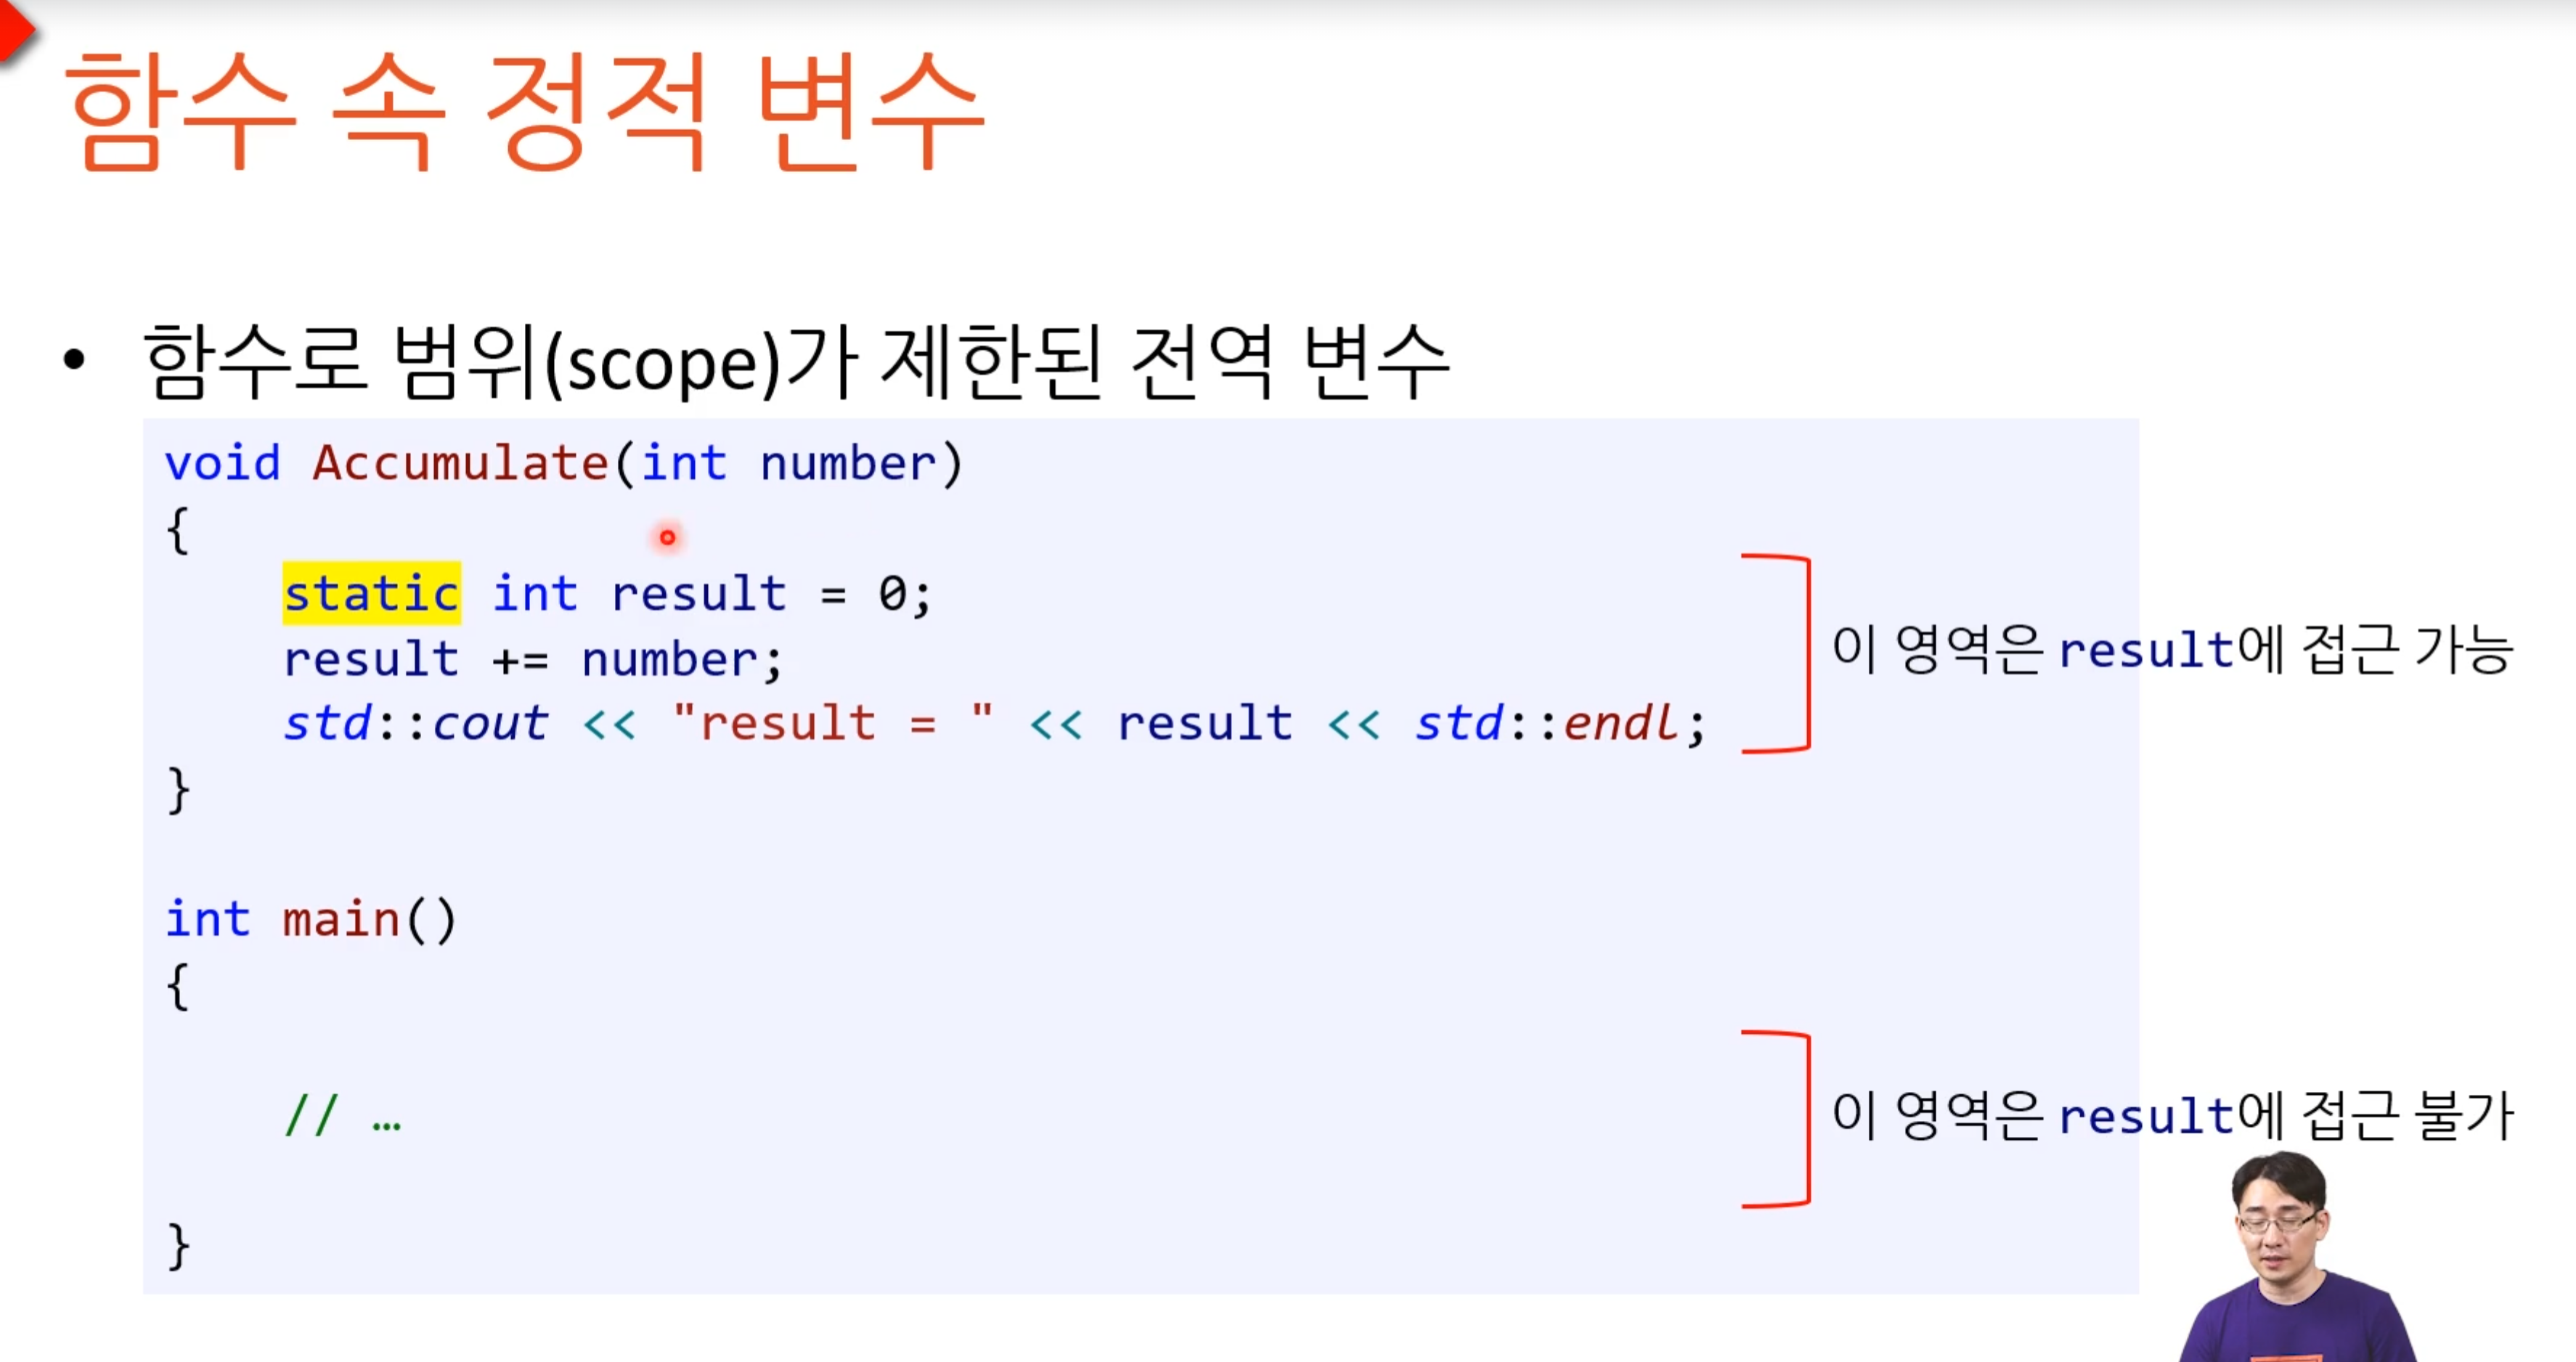 함수 속 정적 변수
• 함수로 범위(scope)가 제한된 전역 변수
void Accumulate(int number)
{
static int result = 0;
result += number;
std::cout << "result = " << result << std::endl;
}
이 영역은 result에 접근 가능
int main()
{
// …
}
이 영역은 result에 접근 불가